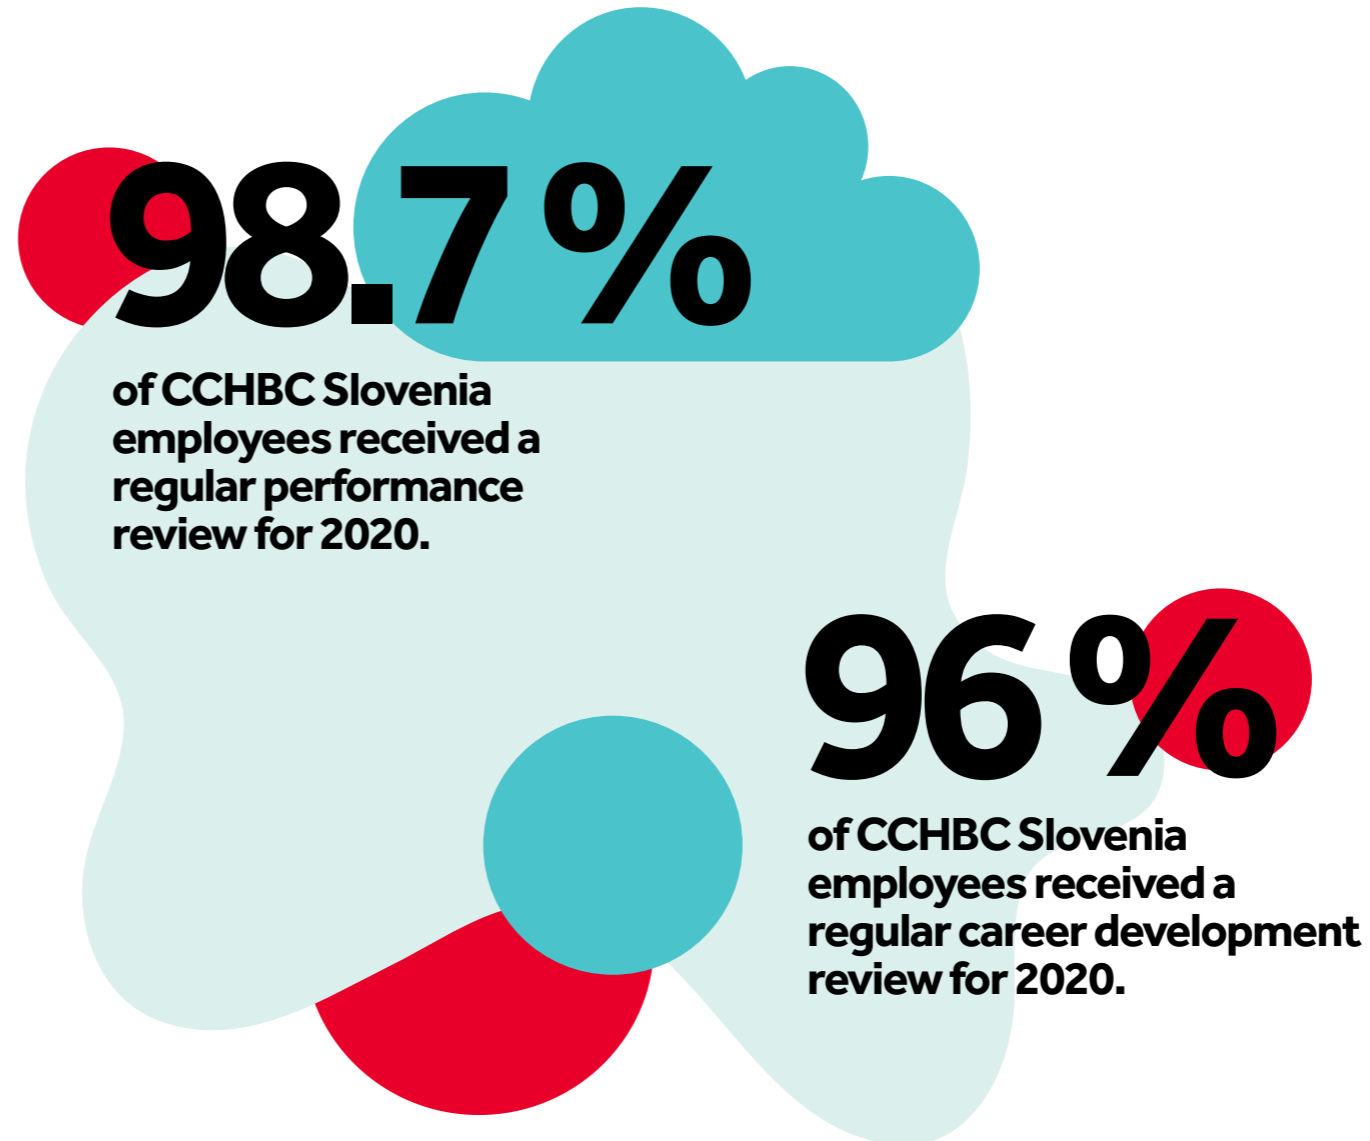 98.7 %
of CCHBC Slovenia
employees received a
regular performance
review for 2020.
96 %
of CCHBC Slovenia
employees received a
regular career development
review for 2020.